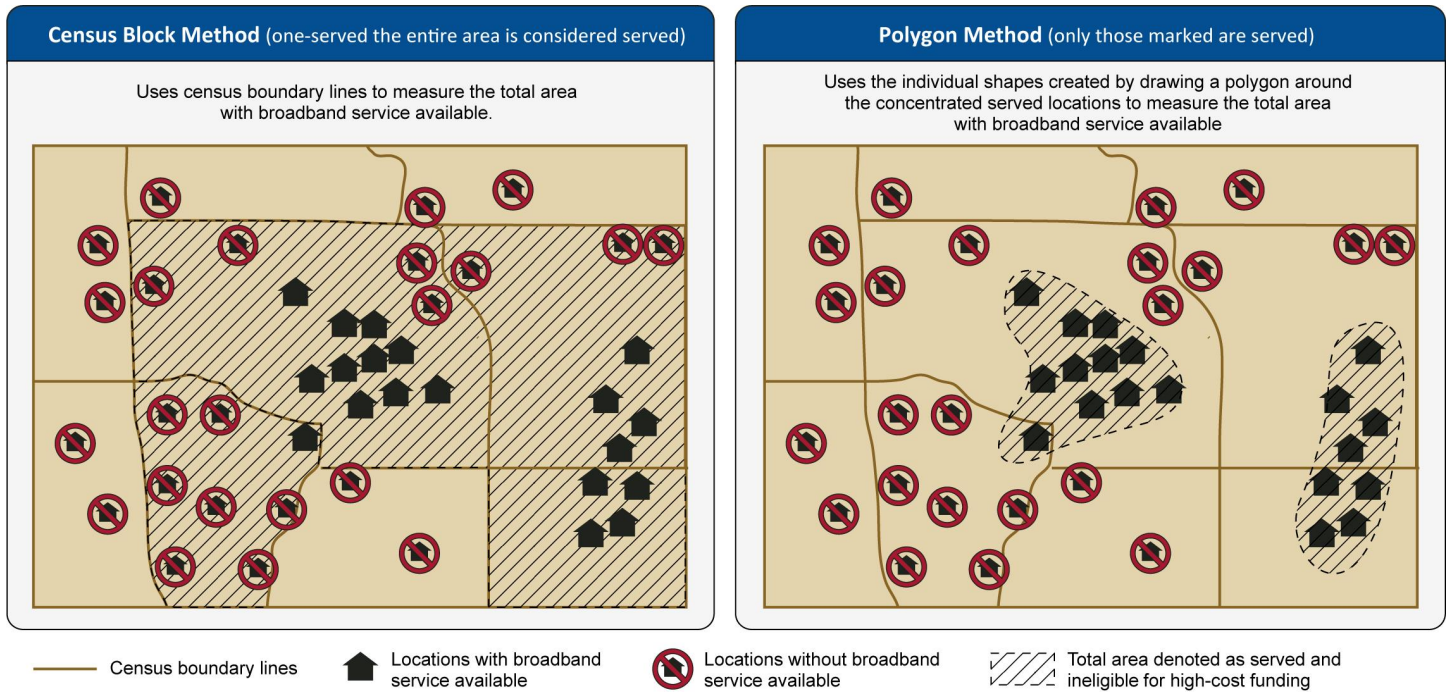 Census Block Method (one-served the entire area is considered served)
Uses census boundary lines to measure the total area
with broadband service available.
Polygon Method (only those marked are served)
Uses the individual shapes created by drawing a polygon around
the concentrated served locations to measure the total area
with broadband service available
Census boundary lines
Locations with broadband
service available
Locations without broadband
service available
Total area denoted as served and
ineligible for high-cost funding